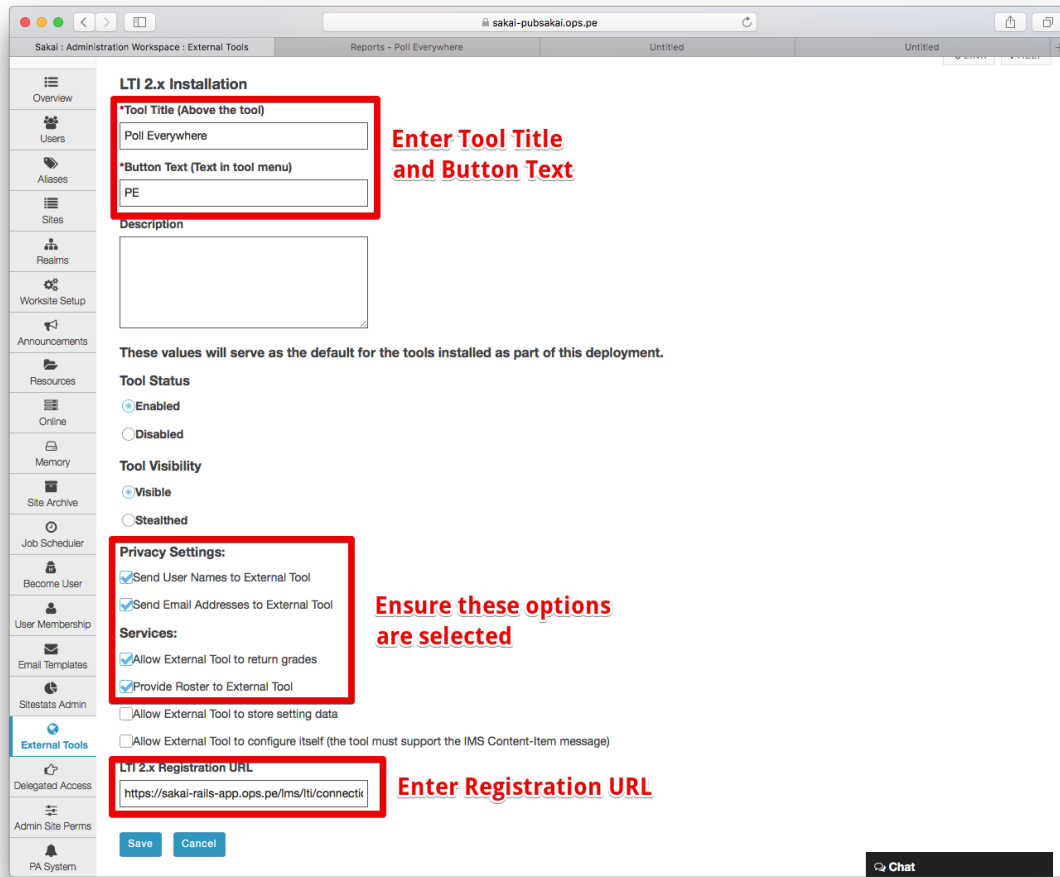 sakai-pubsakai.ops.pe
Sakai : Administration Workspace : External Tools
Reports - Poll Everywhere
Untitled
Untitled
Overview
Users
Aliases
Sites
Realms
Worksite Setup
Announcements
Resources
Online
Memory
Site Archive
Job Scheduler
Become User
User Membership
Email Templates
Sitestats Admin
External Tools
Delegated Access
Admin Site Perms
PA System
LTI 2.x Installation
*Tool Title (Above the tool)
Poll Everywhere
*Button Text (Text in tool menu)
PE
Enter Tool Title
and Button Text
Description
These values will serve as the default for the tools installed as part of this deployment.
Tool Status
Enabled
Disabled
Tool Visibility
Visible
Stealthed
Privacy Settings:
Send User Names to External Tool
Send Email Addresses to External Tool
Services:
Allow External Tool to return grades
Provide Roster to External Tool
Ensure these options
are selected
Allow External Tool to store setting data
Allow External Tool to configure itself (the tool must support the IMS Content-Item message)
LTI 2.x Registration URL
https://sakai-rails-app.ops.pe/lms/lti/connectic
Enter Registration URL
Save
Cancel
Chat